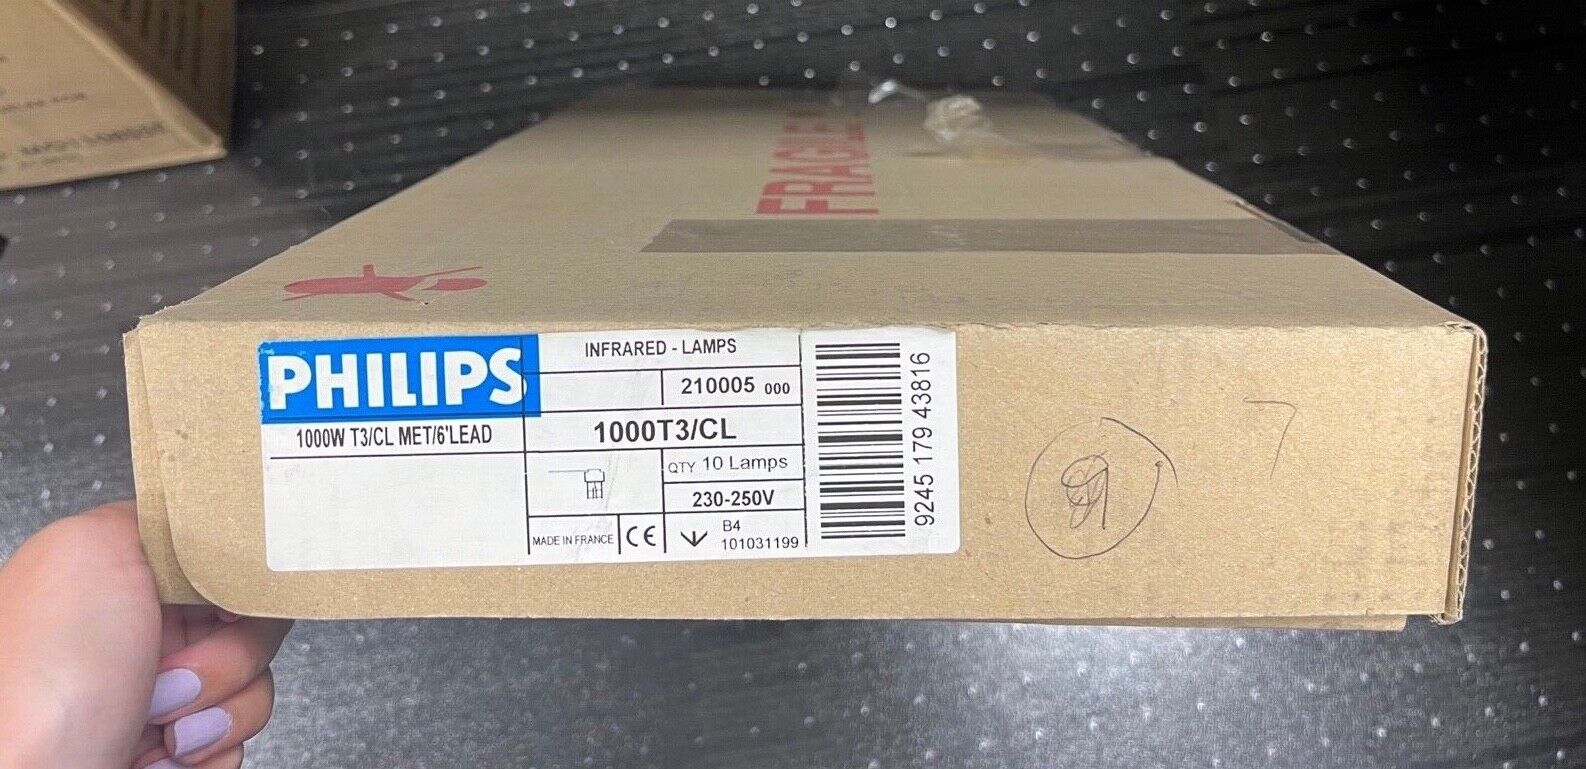 FRAGILE
PHILIPS
1000W T3/CL MET/6'LEAD
INFRARED - LAMPS
210005 000
1000T3/CL
QTY 10 Lamps
230-250V
MADE IN FRANCE
CE
B4
101031199
9245 179 43816
7